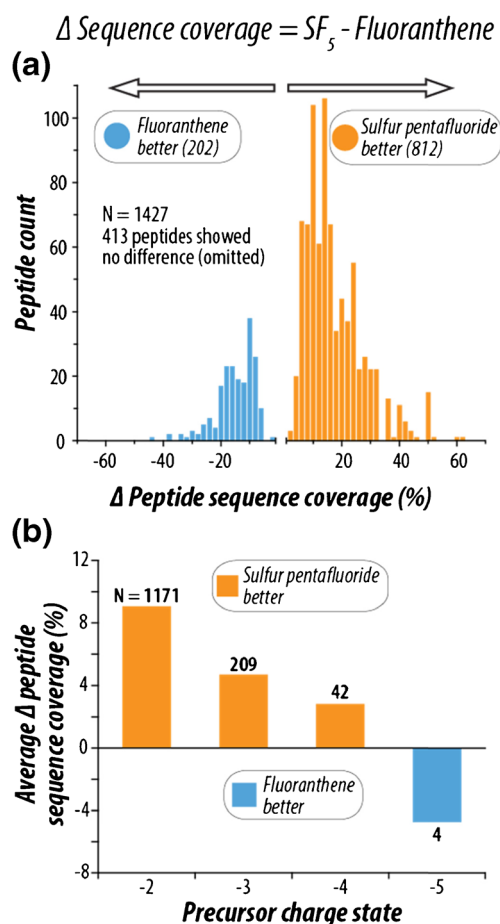 Δ Sequence coverage = SF5 - Fluoranthene
(a)
Fluoranthene
better (202)
Sulfur pentafluoride
better (812)
N = 1427
413 peptides showed
no difference (omitted)
Peptide count
100
80
60
40
20
0
-60 -40 -20 20 40 60
Δ Peptide sequence coverage (%)
(b)
Sulfur pentafluoride
better
N = 1171
209
42
4
Fluoranthene
better
Average Δ peptide
sequence coverage (%)
12
8
4
0
-4
-8
-2 -3 -4 -5
Precursor charge state